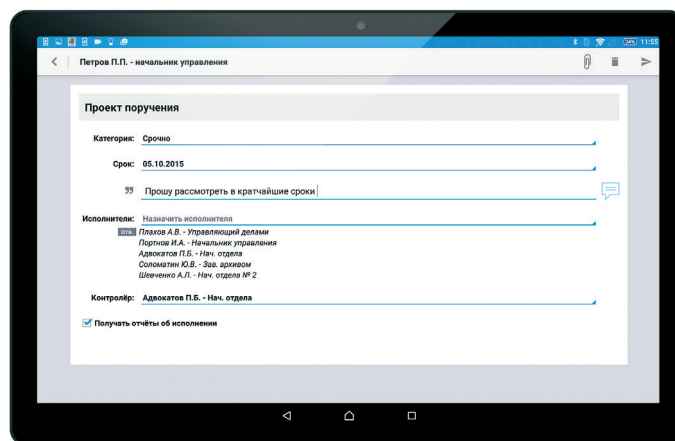 34% 11:55
Петров П.П. - начальник управления
Проект поручения
Категория: Срочно
Срок: 05.10.2015
Прошу рассмотреть в кратчайшие сроки
Исполнители: Назначить исполнителя
Отв. Плахов А.В. - Управляющий делами
Портнов И.А. - Начальник управления
Адвокатов П.Б. - Нач. отдела
Соломатин Ю.В. - Зав. архивом
Шевченко А.Л. - Нач. отдела № 2
Контролёр: Адвокатов П.Б. - Нач. отдела
Получать отчёты об исполнении